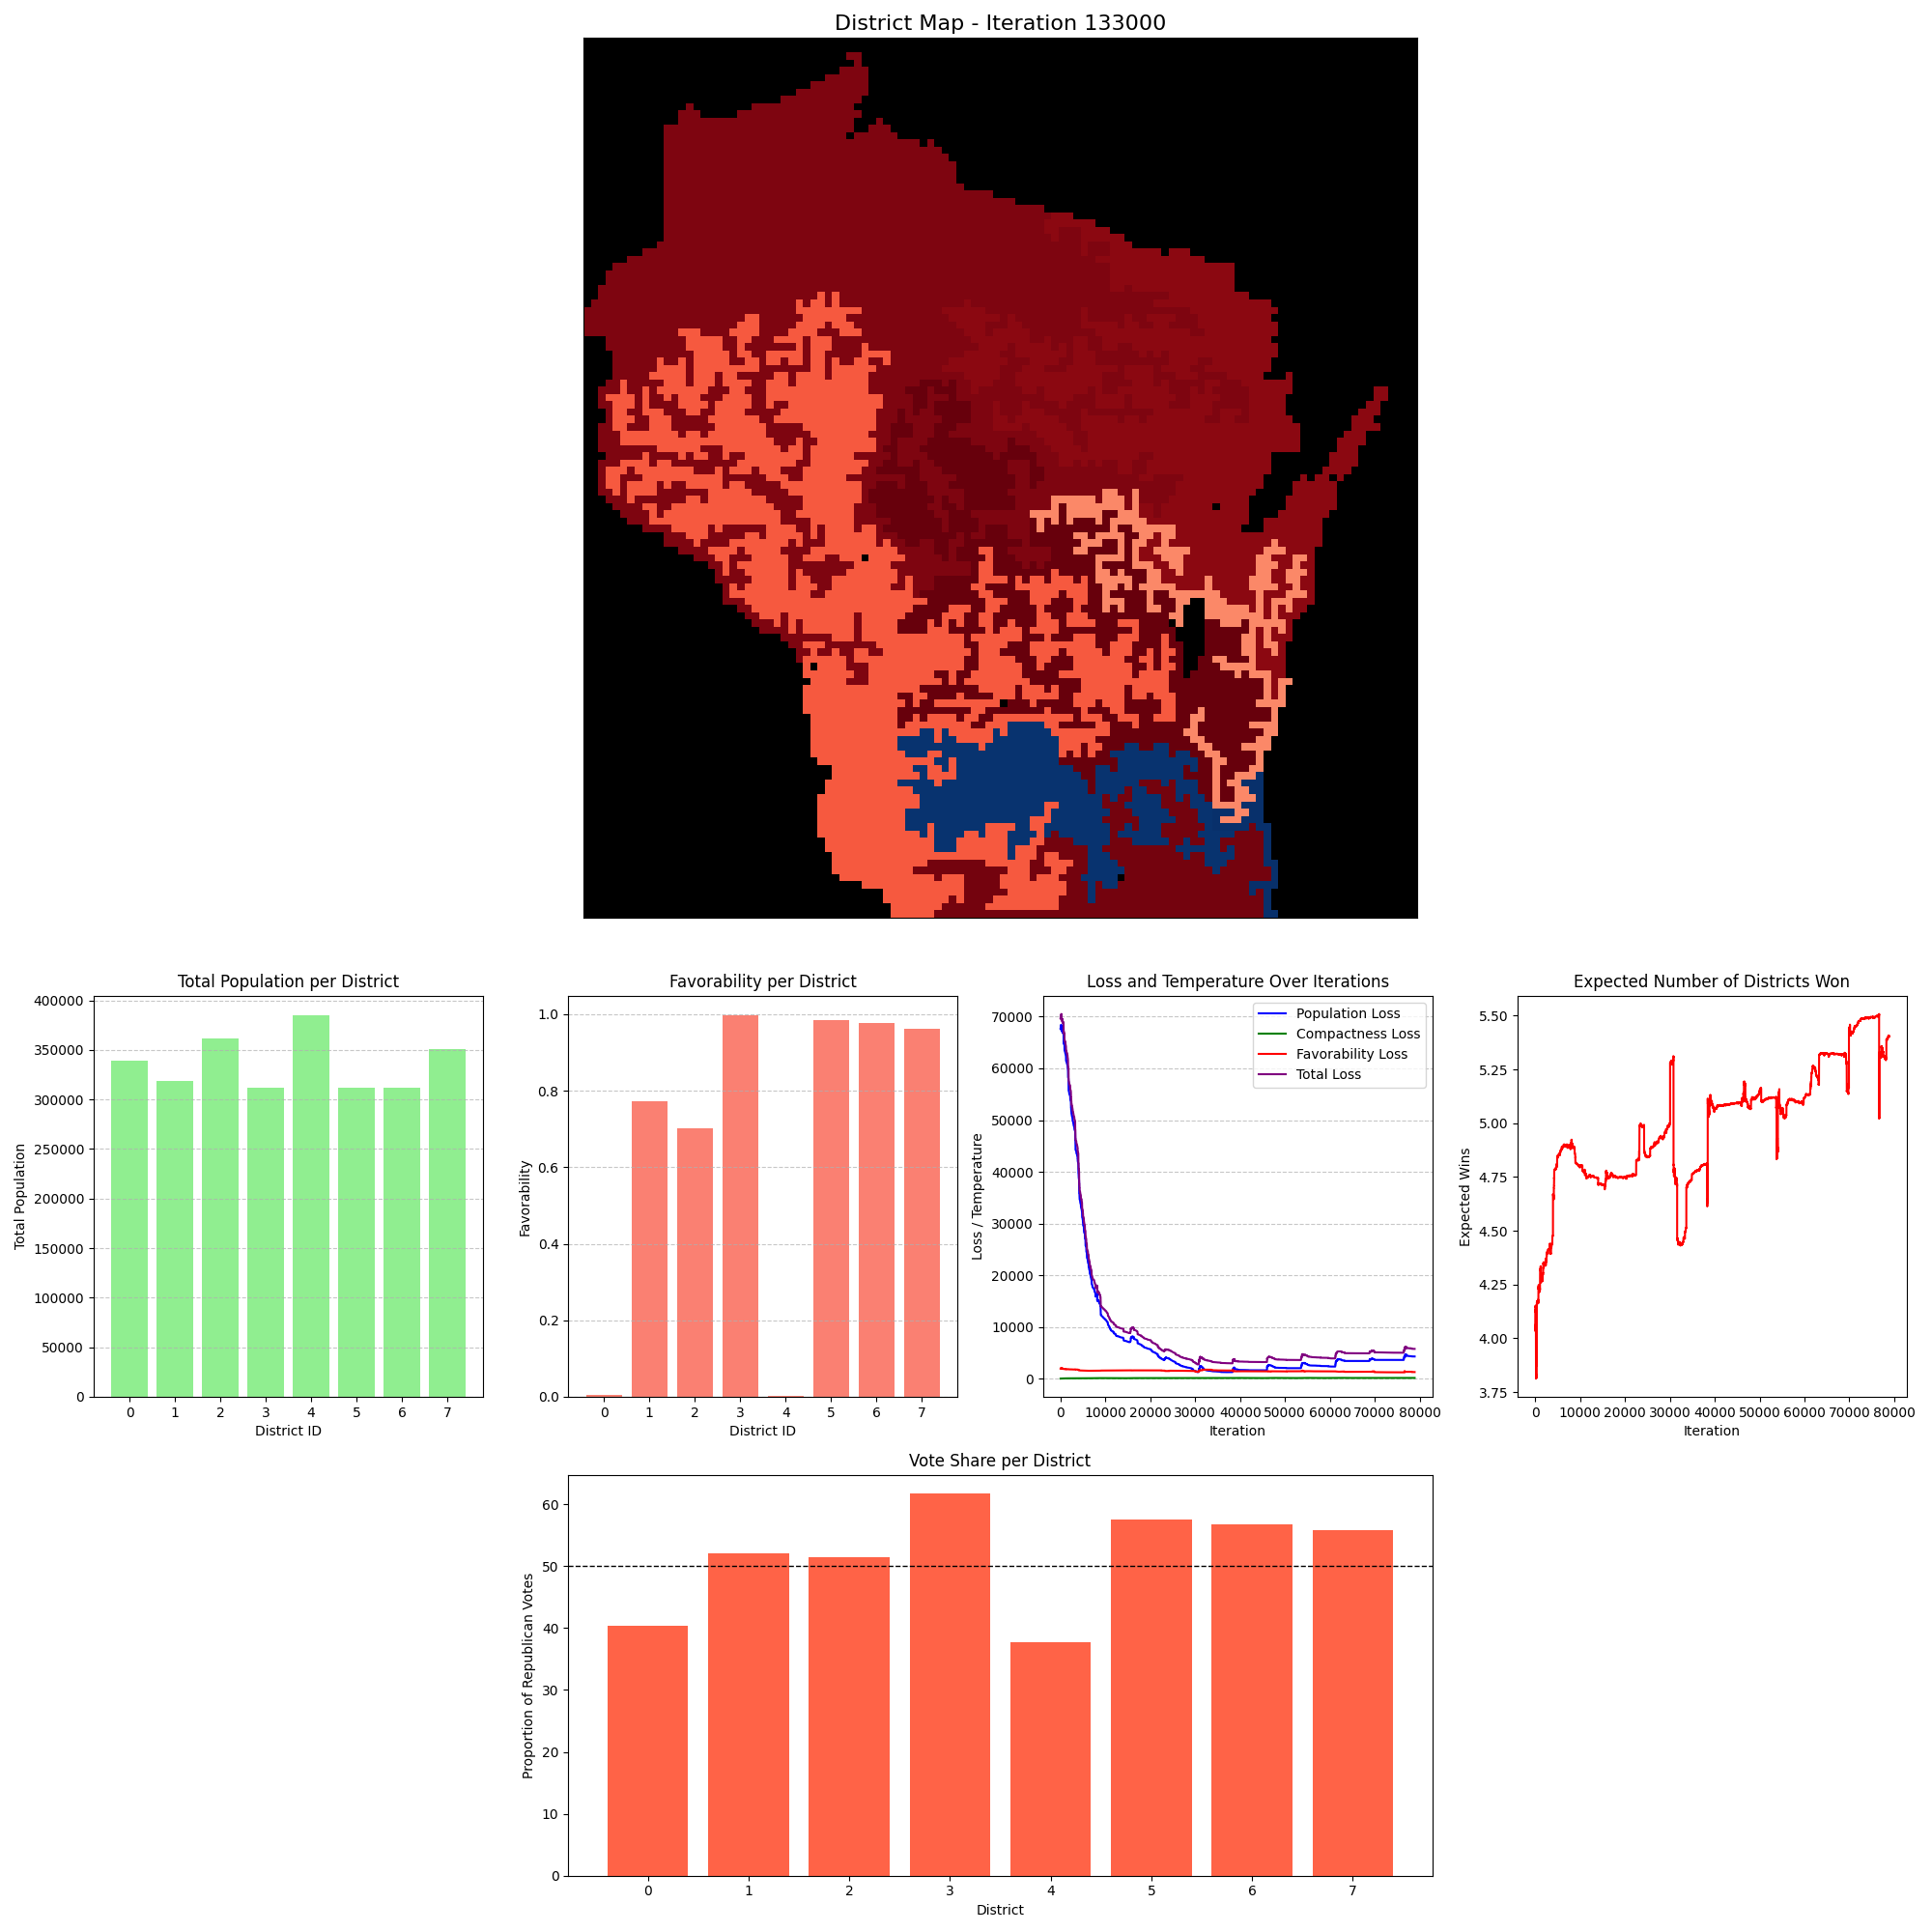 District Map - Iteration 133000
Total Population per District
400000
350000
300000
250000
200000
150000
100000
50000
0
Total Population
0 1 2 3 4 5 6 7
District ID
Favorability per District
1.0
0.8
0.6
0.4
0.2
0.0
Favorability
0 1 2 3 4 5 6 7
District ID
Loss and Temperature Over Iterations
Population Loss
Compactness Loss
Favorability Loss
Total Loss
70000
60000
50000
40000
30000
20000
10000
0
Loss / Temperature
0 10000 20000 30000 40000 50000 60000 70000 80000
Iteration
Expected Number of Districts Won
5.50
5.25
5.00
4.75
4.50
4.25
4.00
3.75
Expected Wins
0 10000 20000 30000 40000 50000 60000 70000 80000
Iteration
Vote Share per District
60
50
40
30
20
10
0
Proportion of Republican Votes
0 1 2 3 4 5 6 7
District